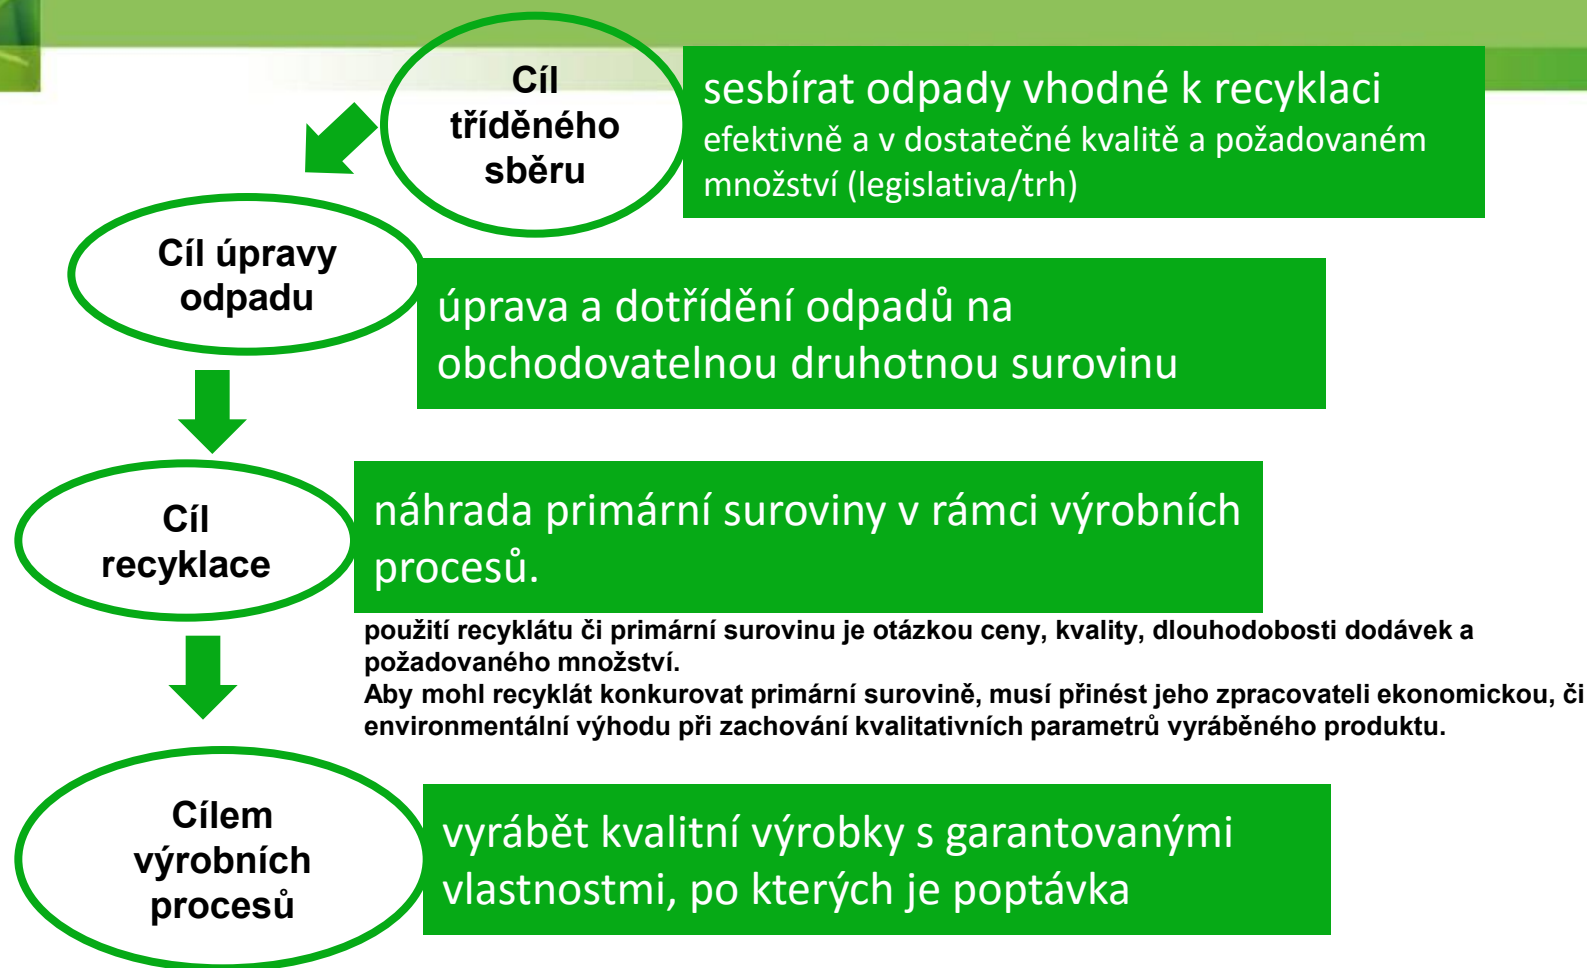 Cíl
tříděného
sběru
sesbírat odpady vhodné k recyklaci
efektivně a v dostatečné kvalitě a požadovaném
množství (legislativa/trh)
Cíl úpravy
odpadu
úprava a dotřídění odpadů na
obchodovatelnou druhotnou surovinu
Cíl
recyklace
náhrada primární suroviny v rámci výrobních
procesů.
použití recyklátu či primární surovinu je otázkou ceny, kvality, dlouhodobosti dodávek a
požadovaného množství.
Aby mohl recyklát konkurovat primární surovině, musí přinést jeho zpracovateli ekonomickou, či
environmentální výhodu při zachování kvalitativních parametrů vyráběného produktu.
Cílem
výrobních
procesů
vyrábět kvalitní výrobky s garantovanými
vlastnostmi, po kterých je poptávka